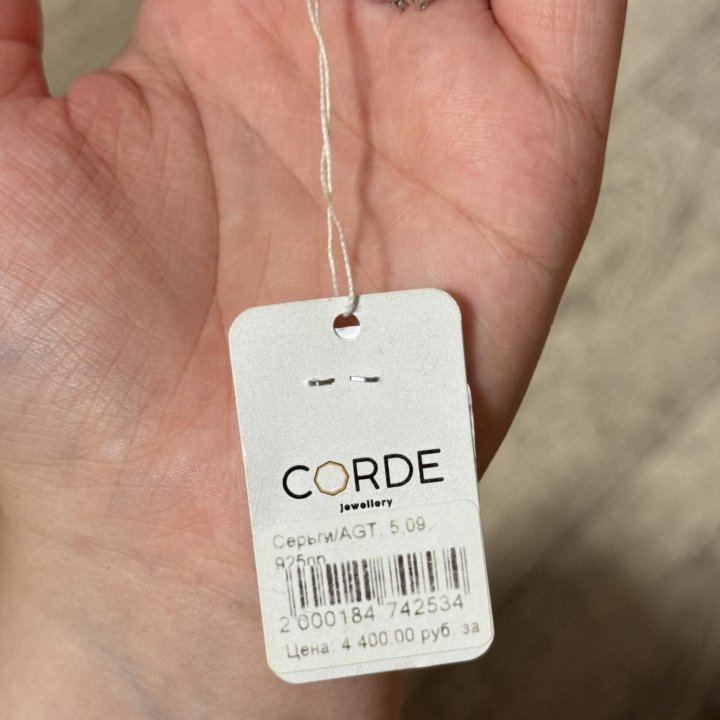 CORDE
jewellery
Серьги/AGT, 5,09,
925пр
2 000184 742534
Цена: 4 400.00 руб. за